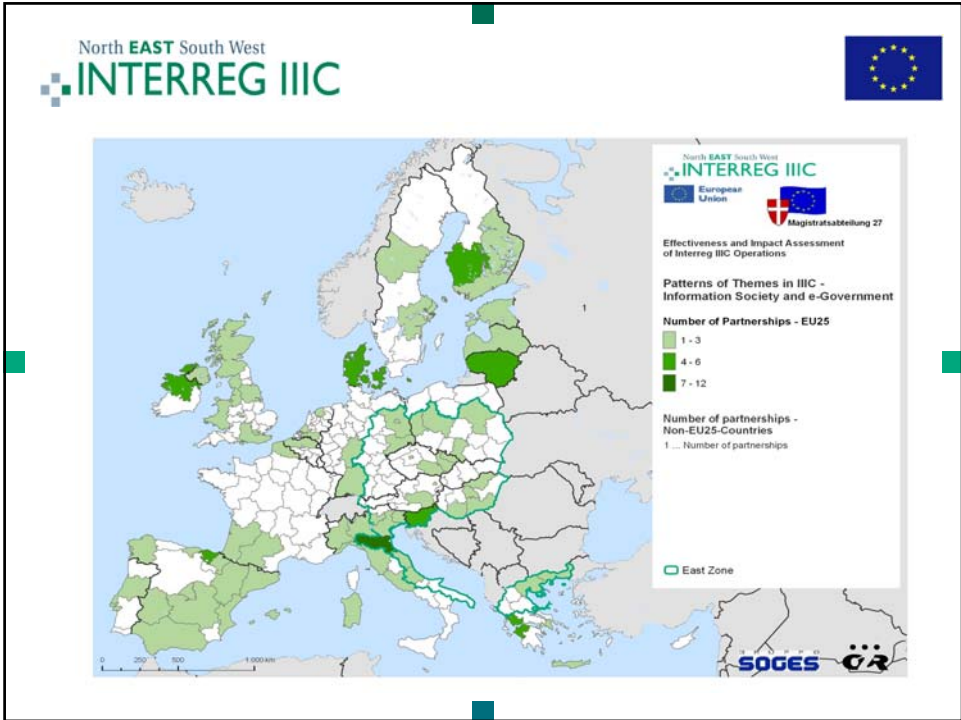 North EAST South West
INTERREG IIIC
North EAST South West
INTERREG IIIC
European
Union
Magistratsabteilung 27
Effectiveness and Impact Assessment
of Interreg IIIC Operations
Patterns of Themes in IIIC -
Information Society and e-Government
Number of Partnerships - EU25
1 - 3
4 - 6
7 - 12
Number of partnerships -
Non-EU25-Countries
1 ... Number of partnerships
East Zone
1
0 250 500 1 000 km
SOGES
ÖIR